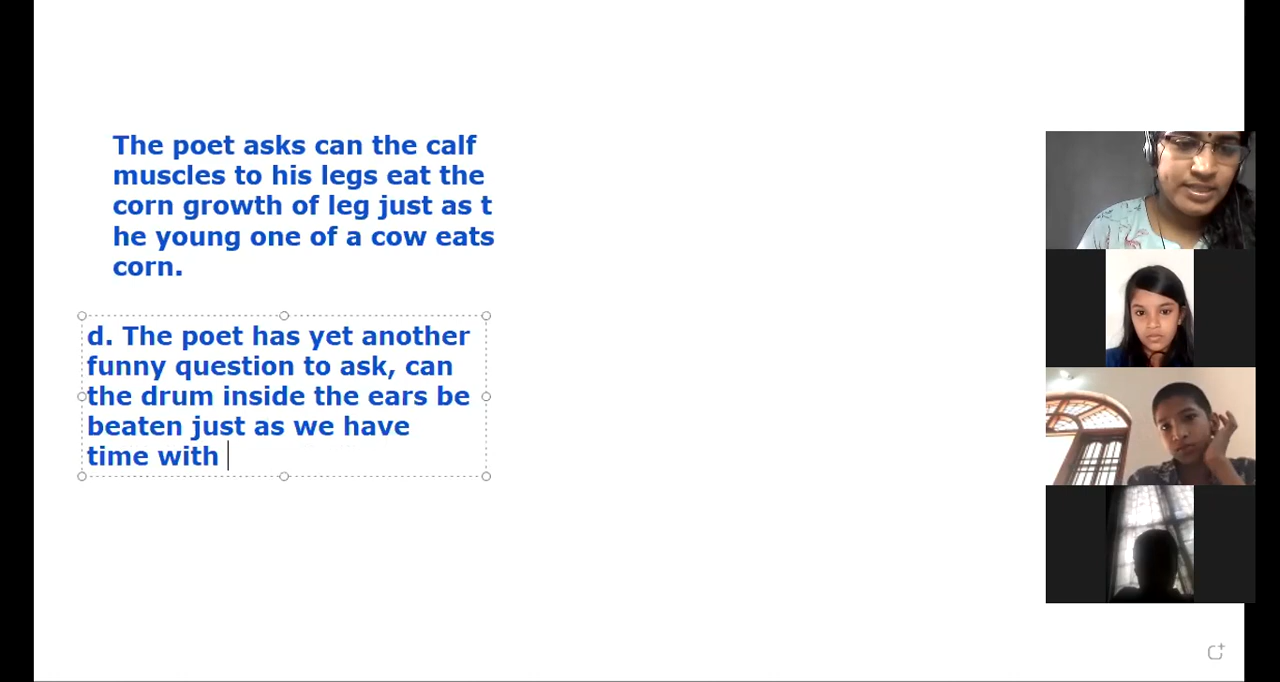 The poet asks can the calf
muscles to his legs eat the
corn growth of leg just as t
he young one of a cow eats
corn.
d. The poet has yet another
funny question to ask, can
the drum inside the ears be
beaten just as we have
time with